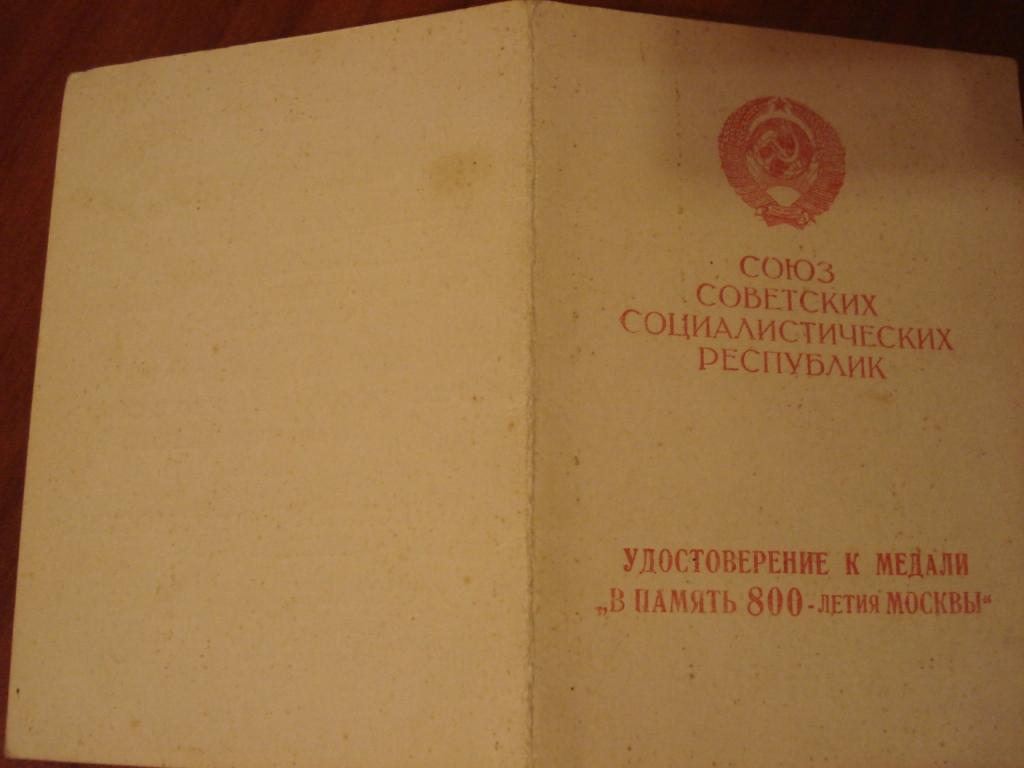 СОЮЗ
СОВЕТСКИХ
СОЦИАЛИСТИЧЕСКИХ
РЕСПУБЛИК
УДОСТОВЕРЕНИЕ К МЕДАЛИ
„В ПАМЯТЬ 800-ЛЕТИЯ МОСКВЫ“